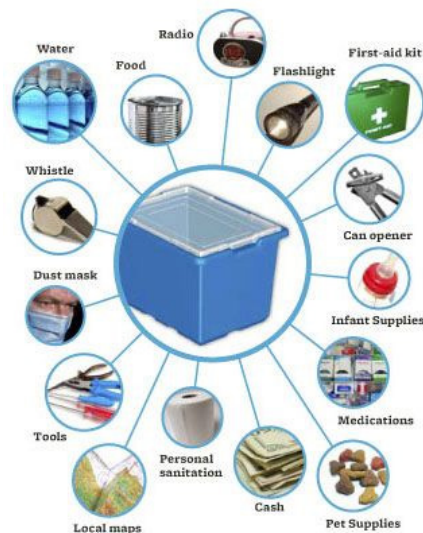 Radio
Water
Food
First-aid kit
Flashlight
Whistle
Can opener
Dust mask
Infant Supplies
Medications
Tools
Personal
sanitation
Cash
Local maps
Pet Supplies